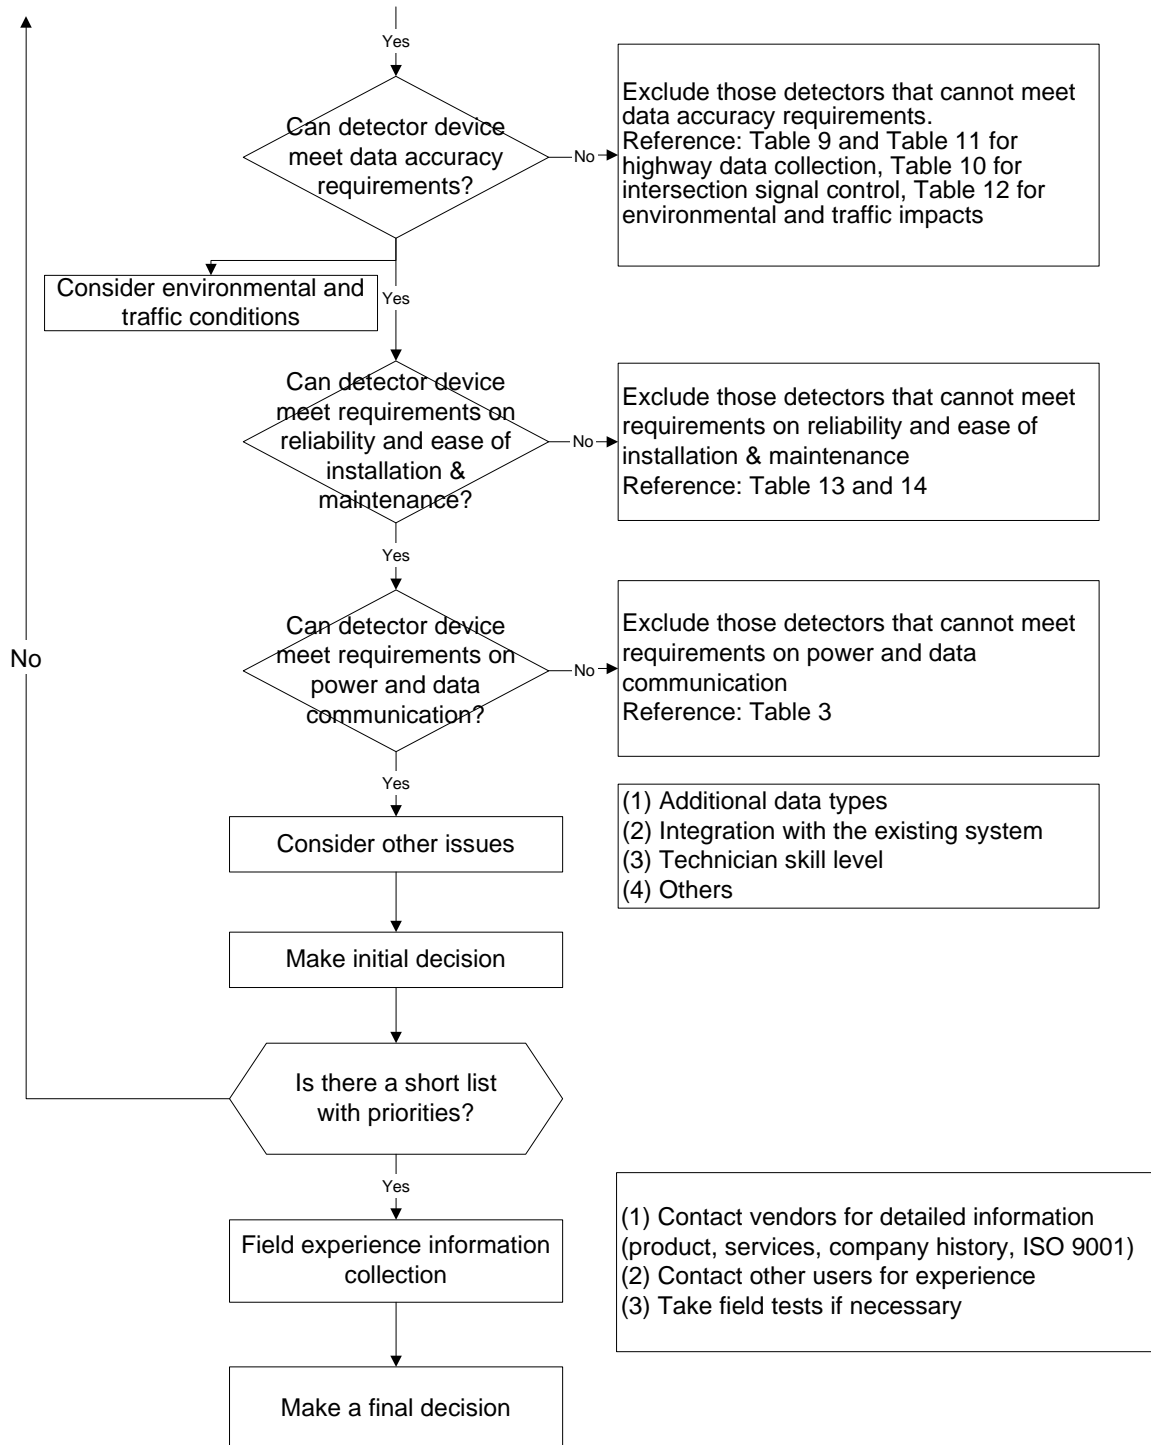 Yes
Can detector device
meet data accuracy
requirements?
No
Exclude those detectors that cannot meet
data accuracy requirements.
Reference: Table 9 and Table 11 for
highway data collection, Table 10 for
intersection signal control, Table 12 for
environmental and traffic impacts
Consider environmental and
traffic conditions
Yes
Can detector device
meet requirements on
reliability and ease of
installation &
maintenance?
No
Exclude those detectors that cannot meet
requirements on reliability and ease of
installation & maintenance
Reference: Table 13 and 14
Yes
Can detector device
meet requirements on
power and data
communication?
No
Exclude those detectors that cannot meet
requirements on power and data
communication
Reference: Table 3
No
Yes
Consider other issues
(1) Additional data types
(2) Integration with the existing system
(3) Technician skill level
(4) Others
Make initial decision
Is there a short list
with priorities?
Yes
Field experience information
collection
(1) Contact vendors for detailed information
(product, services, company history, ISO 9001)
(2) Contact other users for experience
(3) Take field tests if necessary
Make a final decision